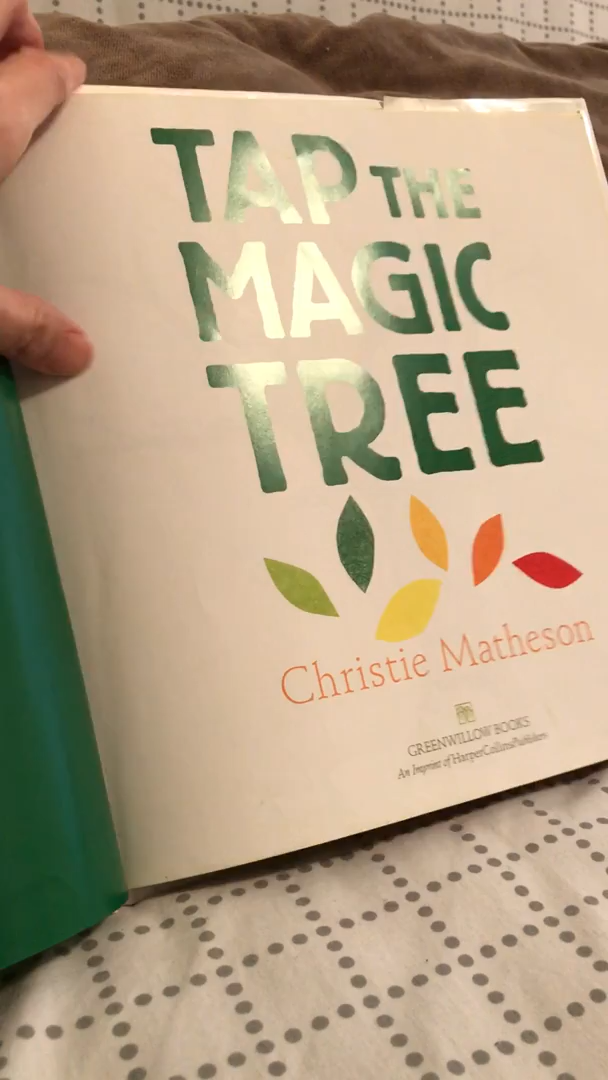 TAP THE
MAGIC
TREE
Christie Matheson
GREENWILLOW BOOKS
An Imprint of HarperCollinsPublishers